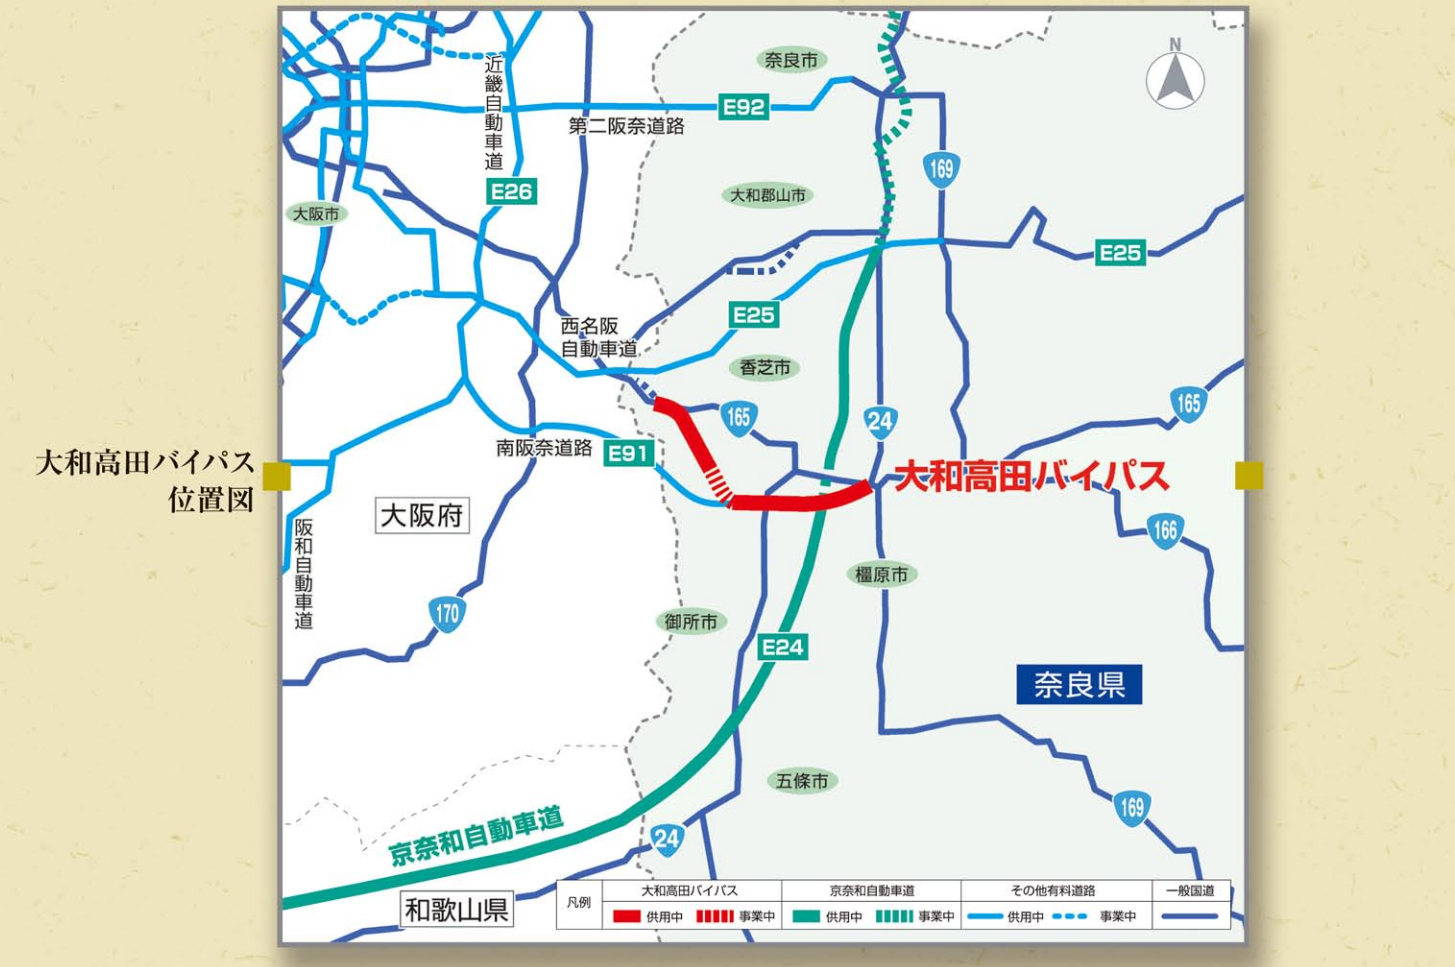 大和高田バイパス
位置図
N
奈良市
近畿自動車道
E92
第二阪奈道路
169
E26
大和郡山市
大阪市
E25
E25
西名阪
自動車道
香芝市
165
165
24
南阪奈道路
E91
大和高田バイパス
大阪府
166
阪和自動車道
橿原市
170
御所市
E24
奈良県
五條市
169
京奈和自動車道
24
和歌山県
凡例
大和高田バイパス
京奈和自動車道
その他有料道路
一般国道
供用中 事業中
供用中 事業中
供用中 事業中